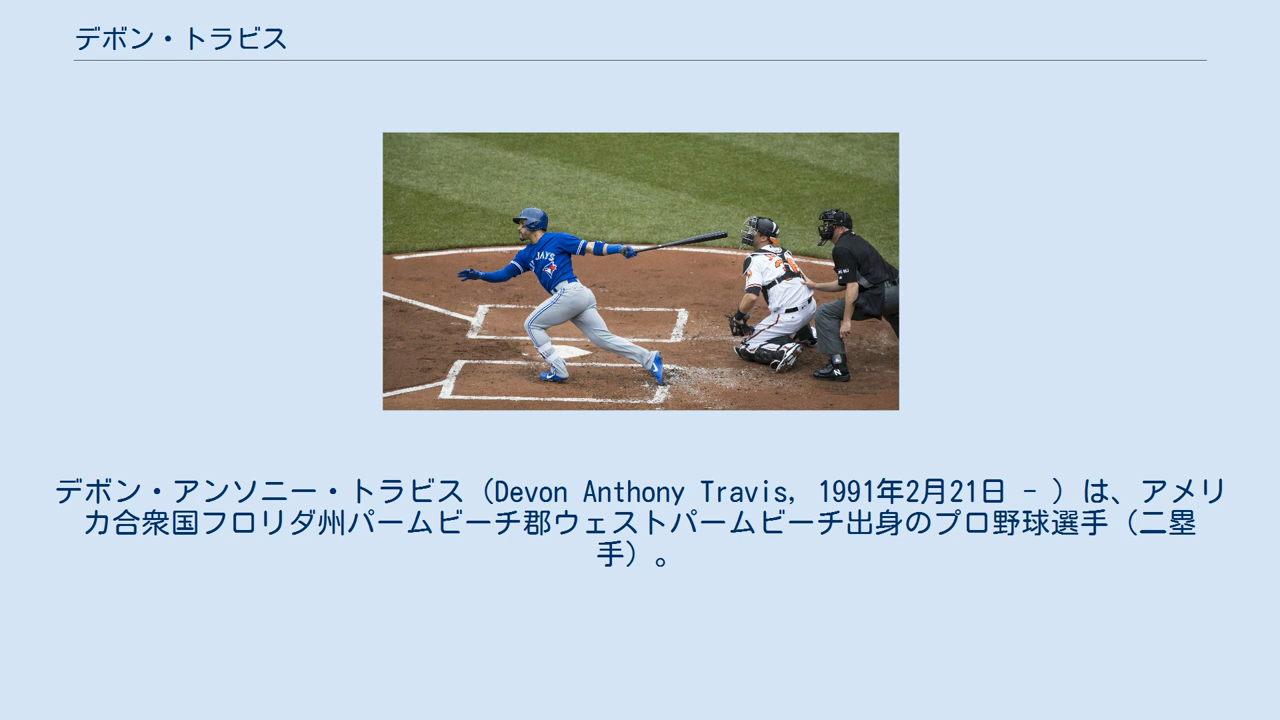 デボン・トラビス
JAYS
デボン・アンソニー・トラビス（Devon Anthony Travis, 1991年2月21日 - ）は、アメリ
カ合衆国フロリダ州パームビーチ郡ウェストパームビーチ出身のプロ野球選手（二塁
手）。